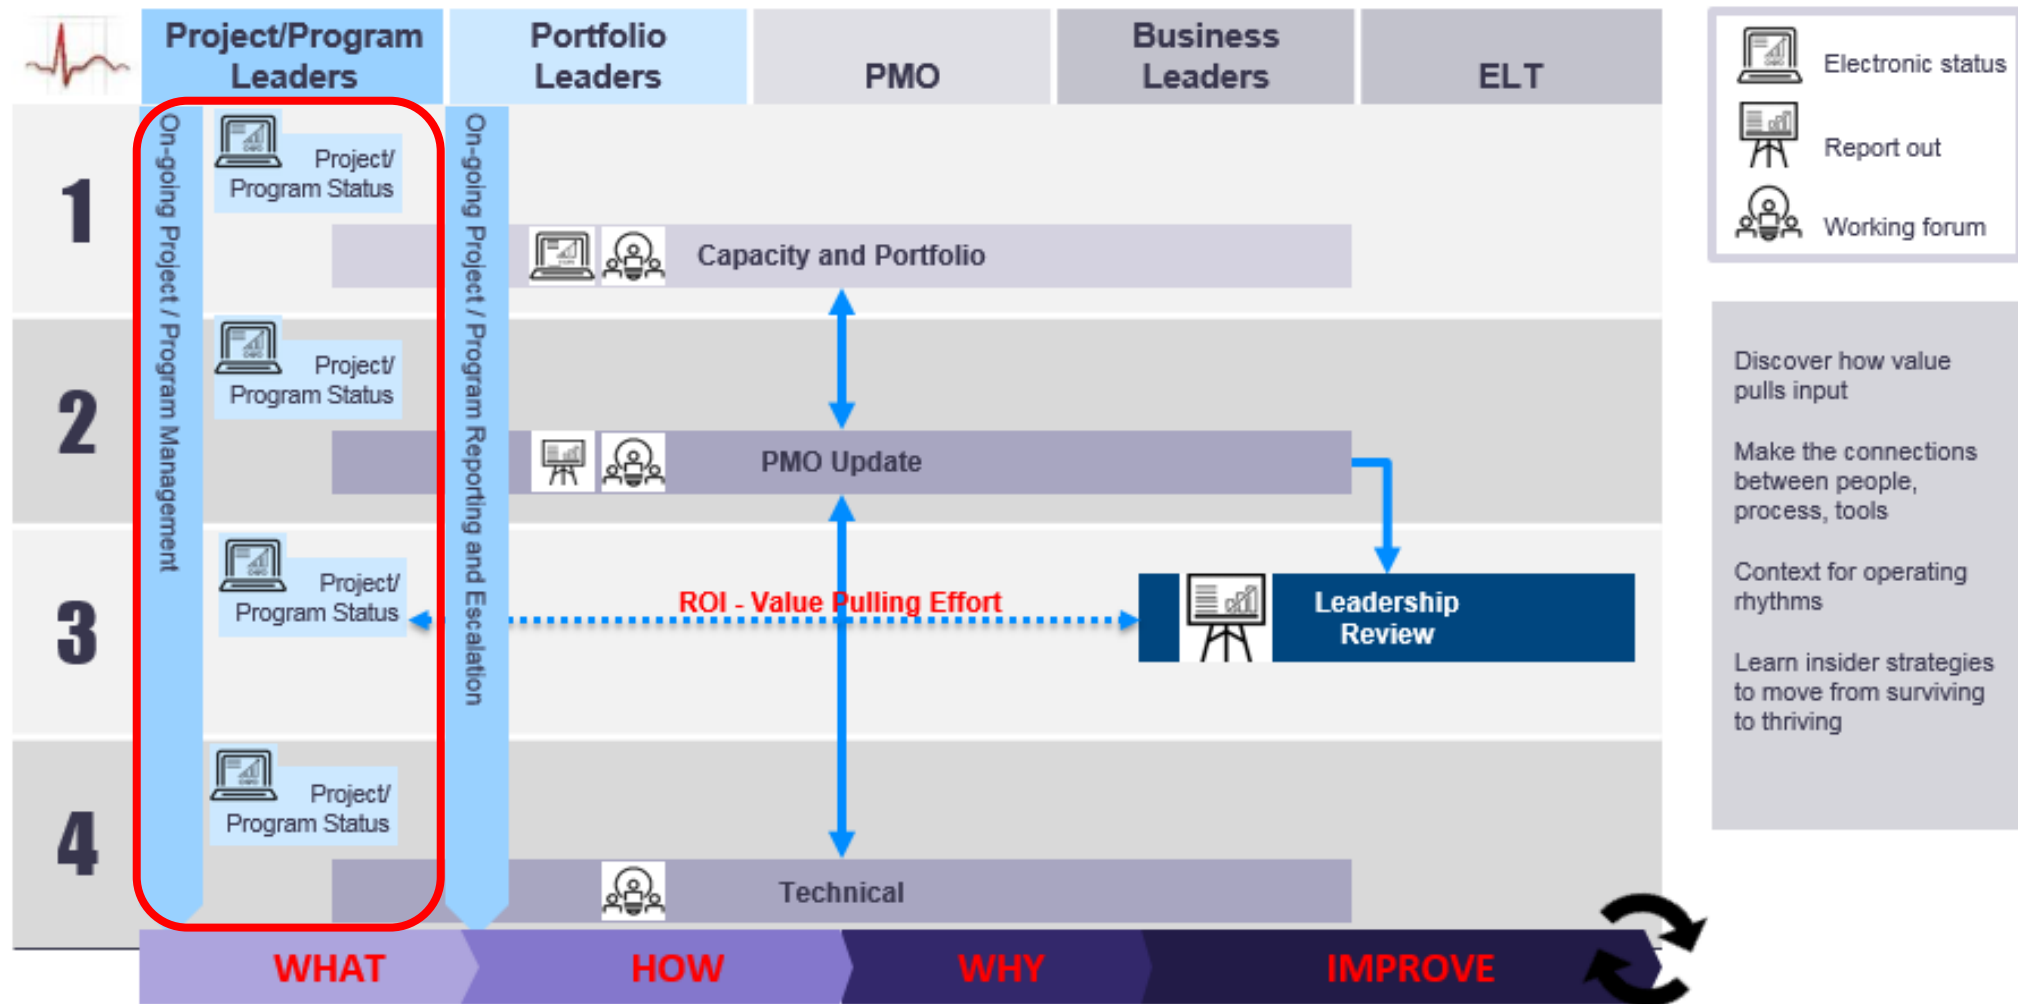 Project/Program
Leaders
Portfolio
Leaders
PMO
Business
Leaders
ELT
Electronic status
Report out
Working forum
1
On-going Project / Program Management
Project/
Program Status
On-going Project / Program Reporting and Escalation
Capacity and Portfolio
2
Project/
Program Status
PMO Update
3
Project/
Program Status
ROI - Value Pulling Effort
Leadership
Review
4
Project/
Program Status
Technical
Discover how value
pulls input
Make the connections
between people,
process, tools
Context for operating
rhythms
Learn insider strategies
to move from surviving
to thriving
WHAT
HOW
WHY
IMPROVE